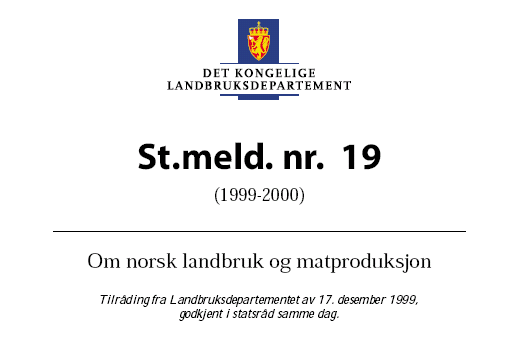 DET KONGELIGE
LANDBRUKSDEPARTEMENT
St.meld. nr. 19
(1999-2000)
Om norsk landbruk og matproduksjon
Tilråding fra Landbruksdepartementet av 17. desember 1999,
godkjent i statsråd samme dag.